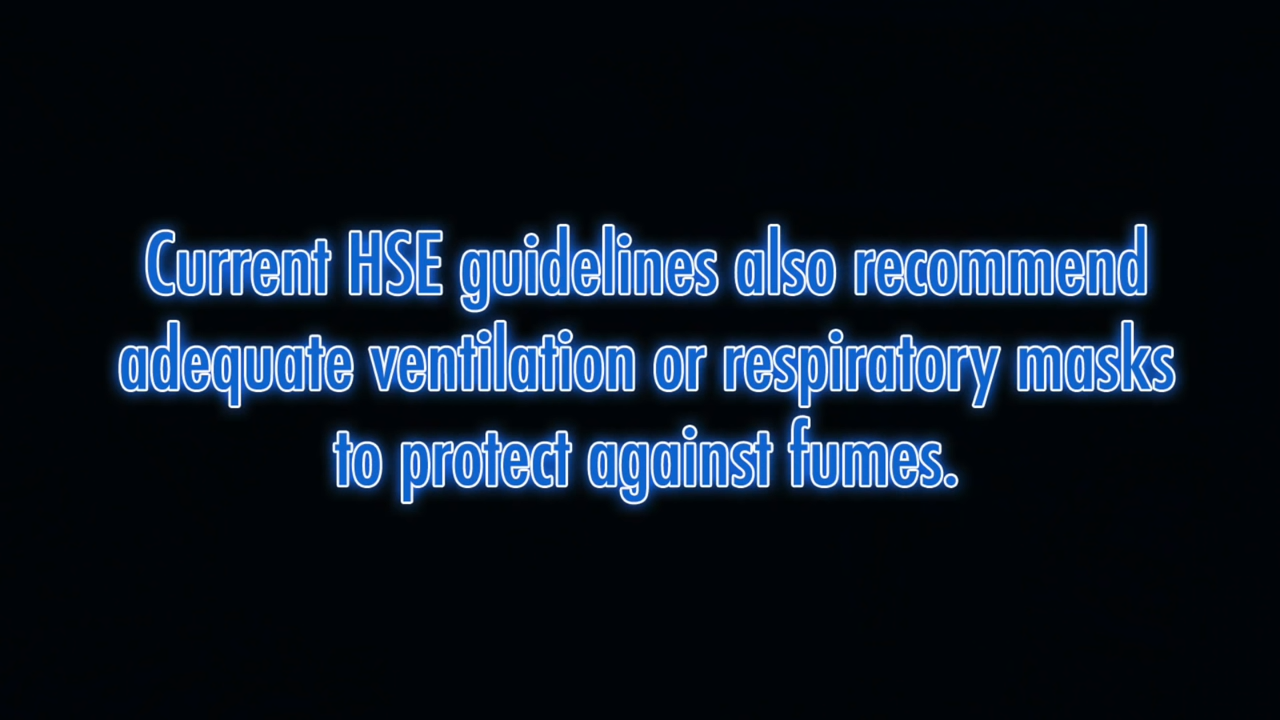 Current HSE guidelines also recommend
adequate ventilation or respiratory masks
to protect against fumes.